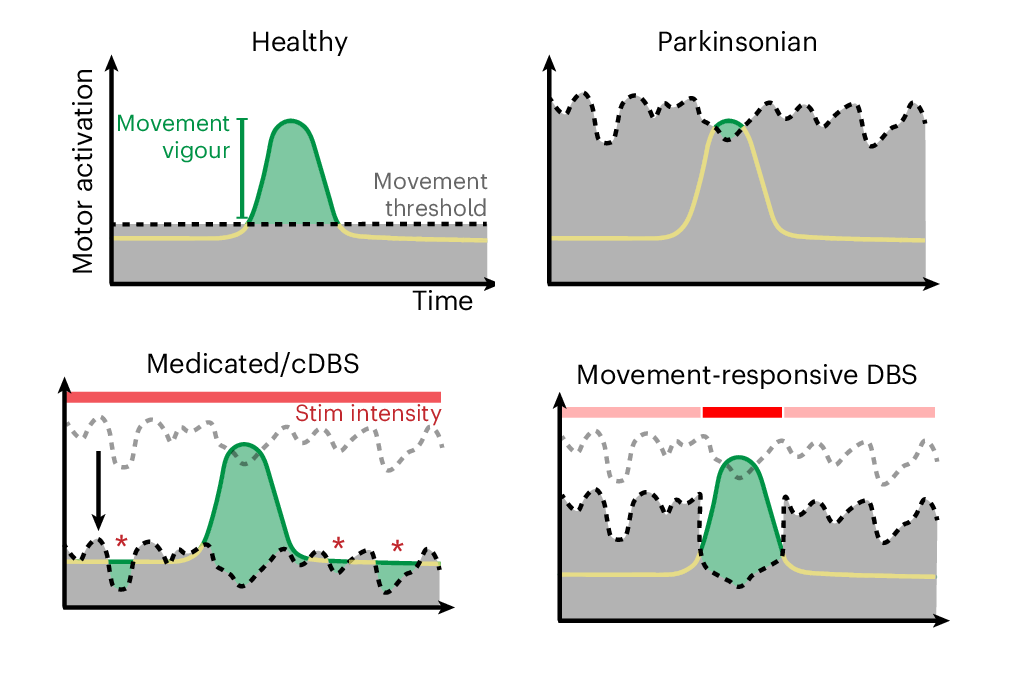 Healthy
Parkinsonian
Motor activation
Movement
vigour
Movement
threshold
Time
Medicated/cDBS
Stim intensity
*
*
*
Movement-responsive DBS